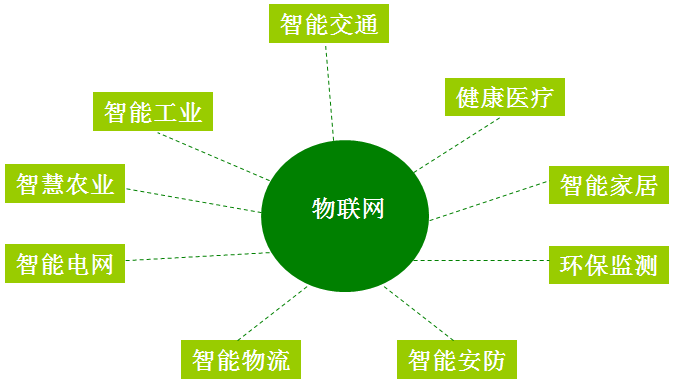 智能交通
健康医疗
智能工业
智慧农业
智能家居
物联网
智能电网
环保监测
智能物流
智能安防